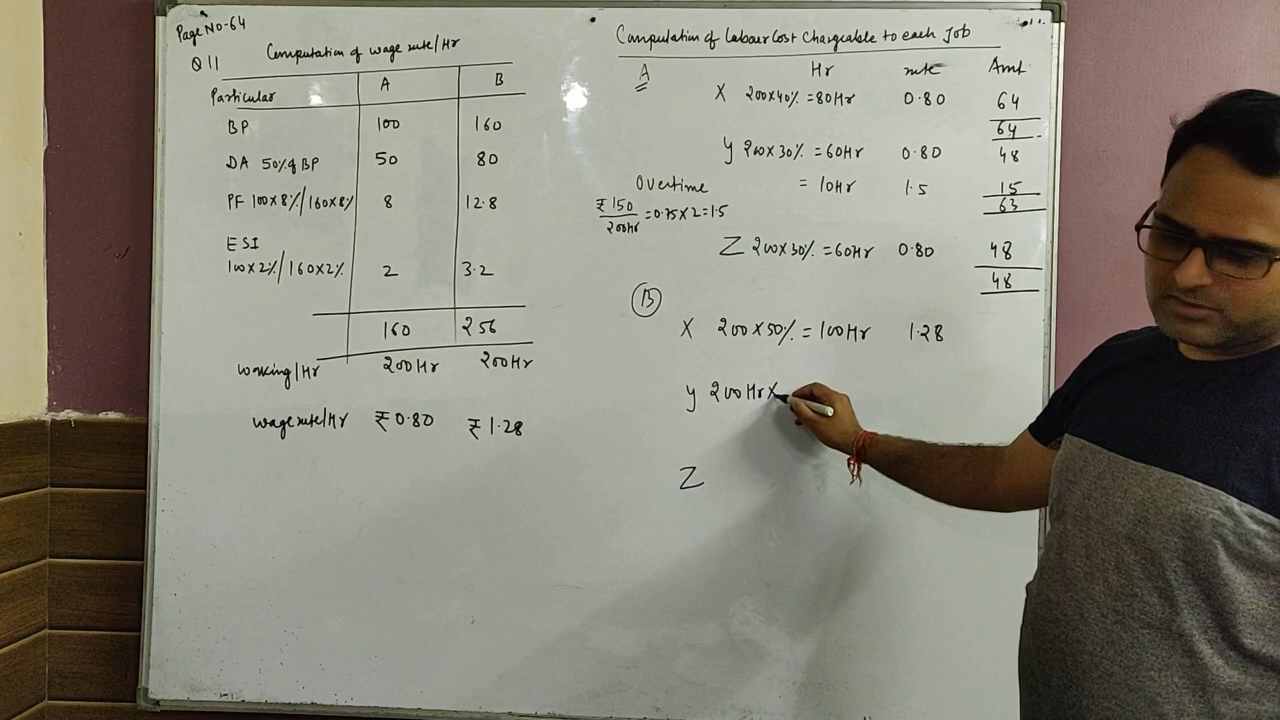 Page No-64
Q 11 Computation of wage rate/Hr
Particular A B
BP 100 160
DA 50% of BP 50 80
PF 100×8%/160×8% 8 12.8
ESI
100×2%/160×2% 2 3.2
160 256
working/Hr 200Hr 200Hr
wage rate/Hr ₹0.80 ₹1.28
Computation of Labour Cost Chargeable to each Job
A Hr rate Amt
X 200×40% =80Hr 0.80 64
64
y 200×30% =60Hr 0.80 48
Overtime = 10Hr 1.5 15
₹150/200Hr =0.75×2=1.5 63
Z 200×30% =60Hr 0.80 48
48
B
X 200×50% =100Hr 1.28
y 200Hr×
Z